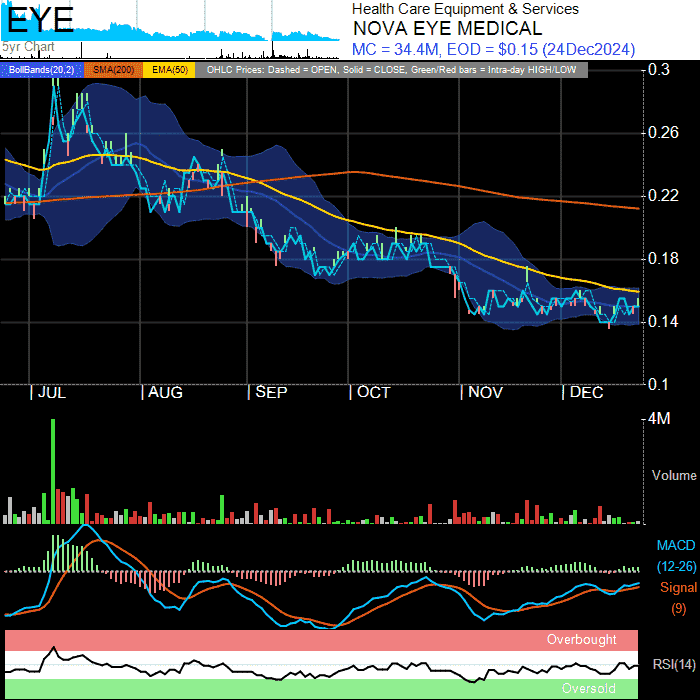 EYE
Health Care Equipment & Services
NOVA EYE MEDICAL
5yr Chart
MC = 34.4M, EOD = $0.15 (24Dec2024)
BollBands(20,2) SMA(200) EMA(50) OHLC Prices: Dashed = OPEN, Solid = CLOSE, Green/Red bars = Intra-day HIGH/LOW
0.3
0.26
0.22
0.18
0.14
0.1
JUL AUG SEP OCT NOV DEC
4M
Volume
MACD
(12-26)
Signal
(9)
Overbought
RSI(14)
Oversold